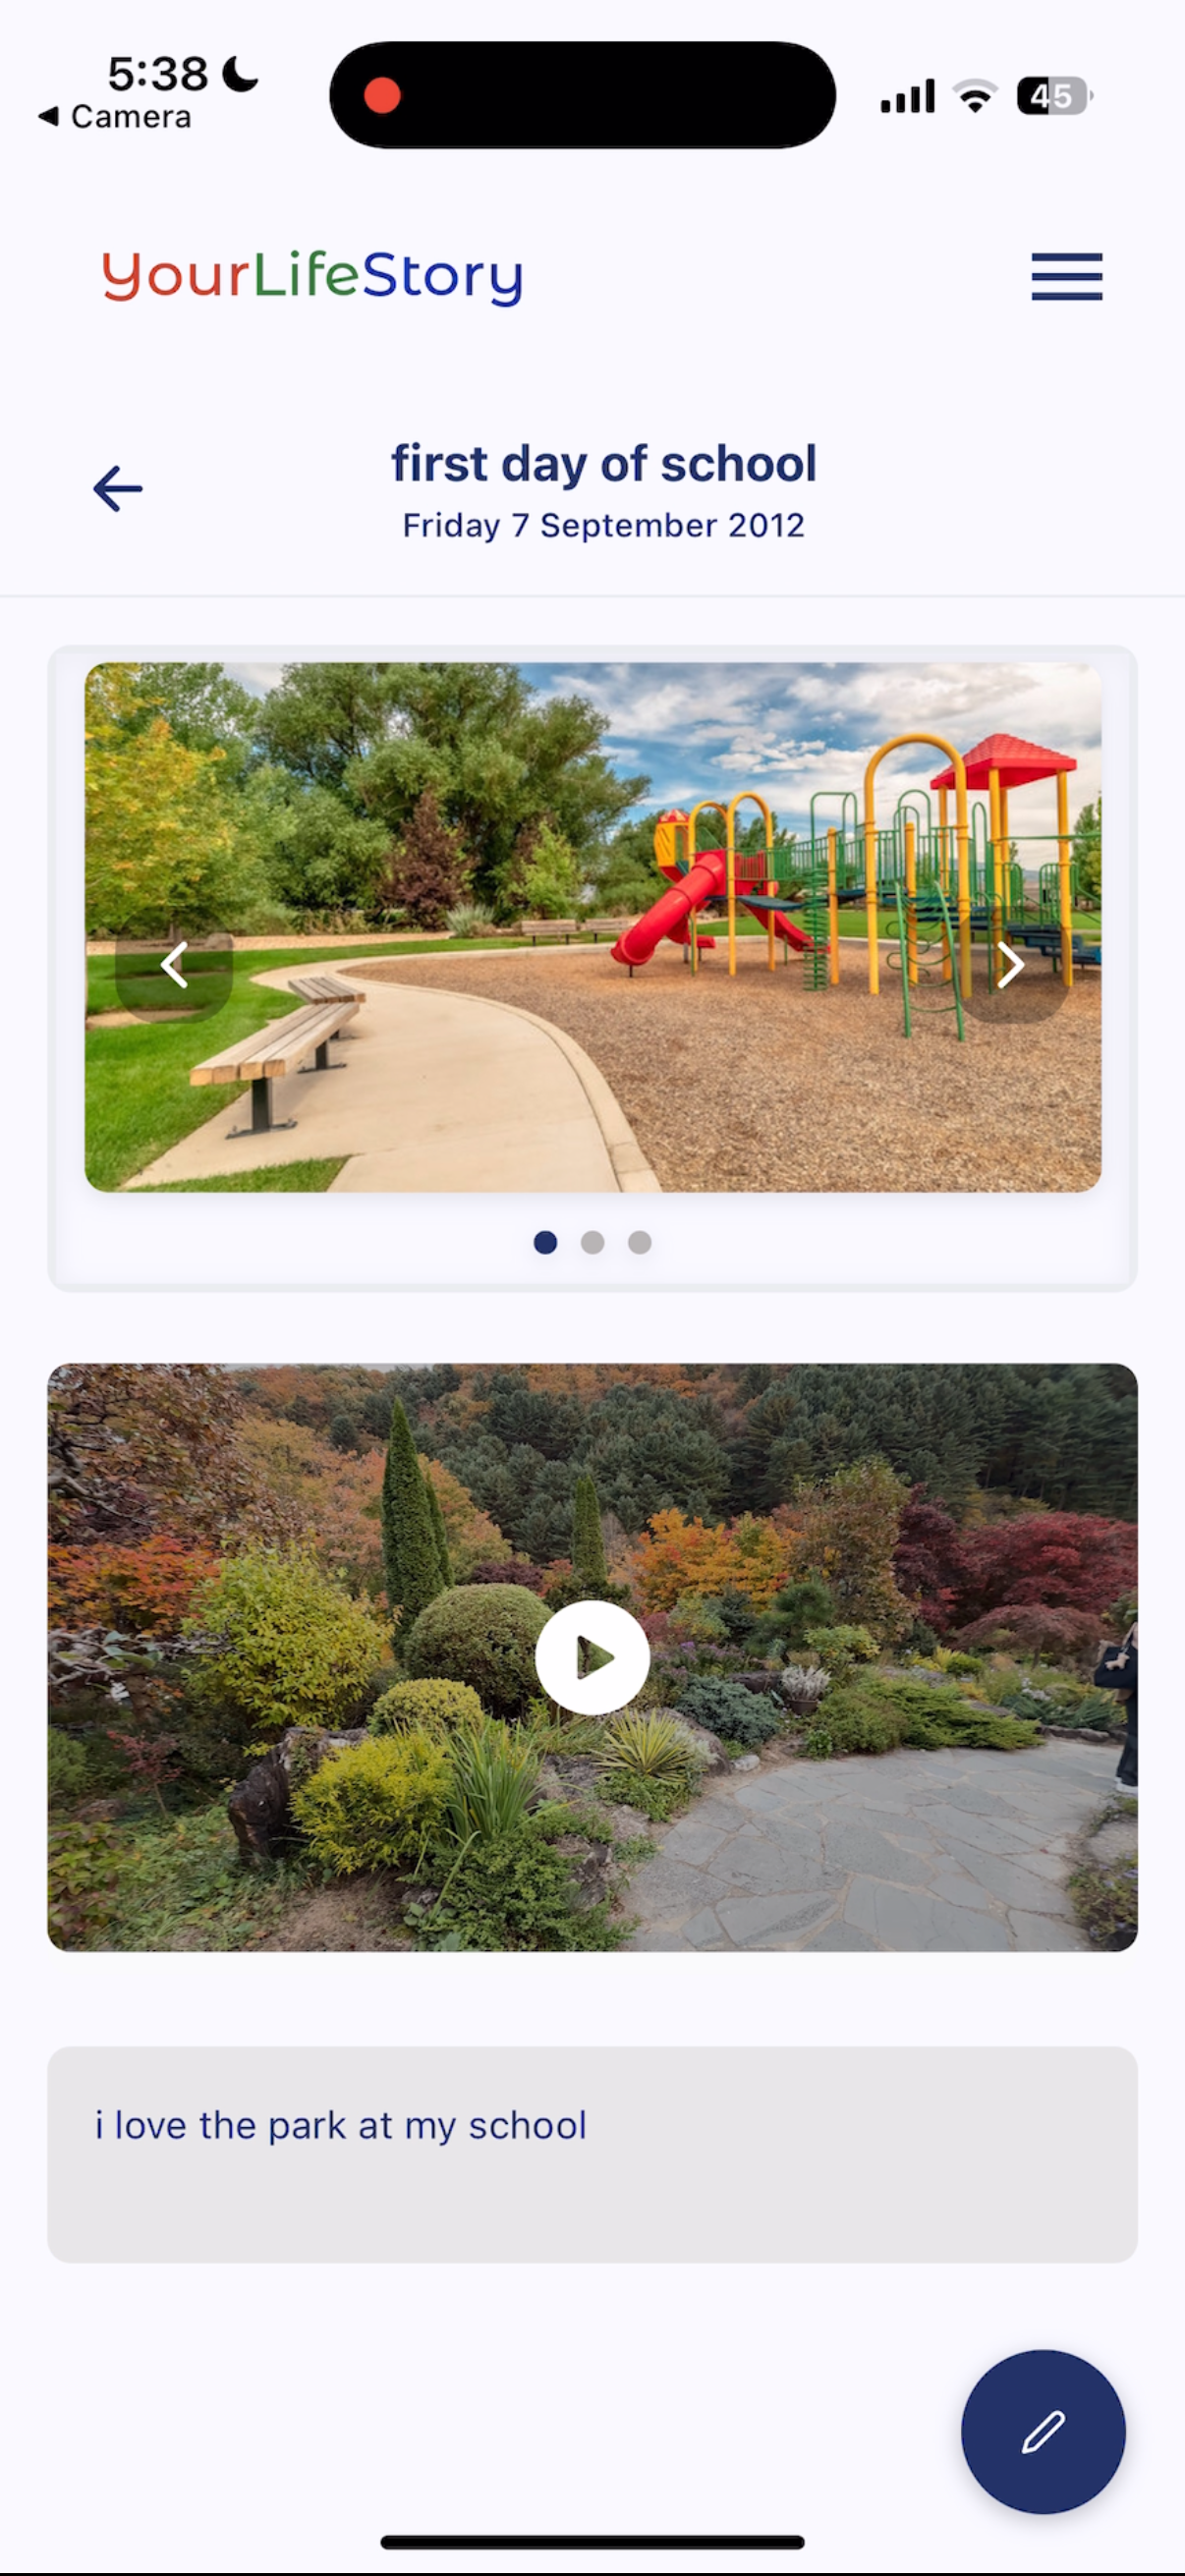 5:38
Camera
45
YourLifeStory
first day of school
Friday 7 September 2012
i love the park at my school